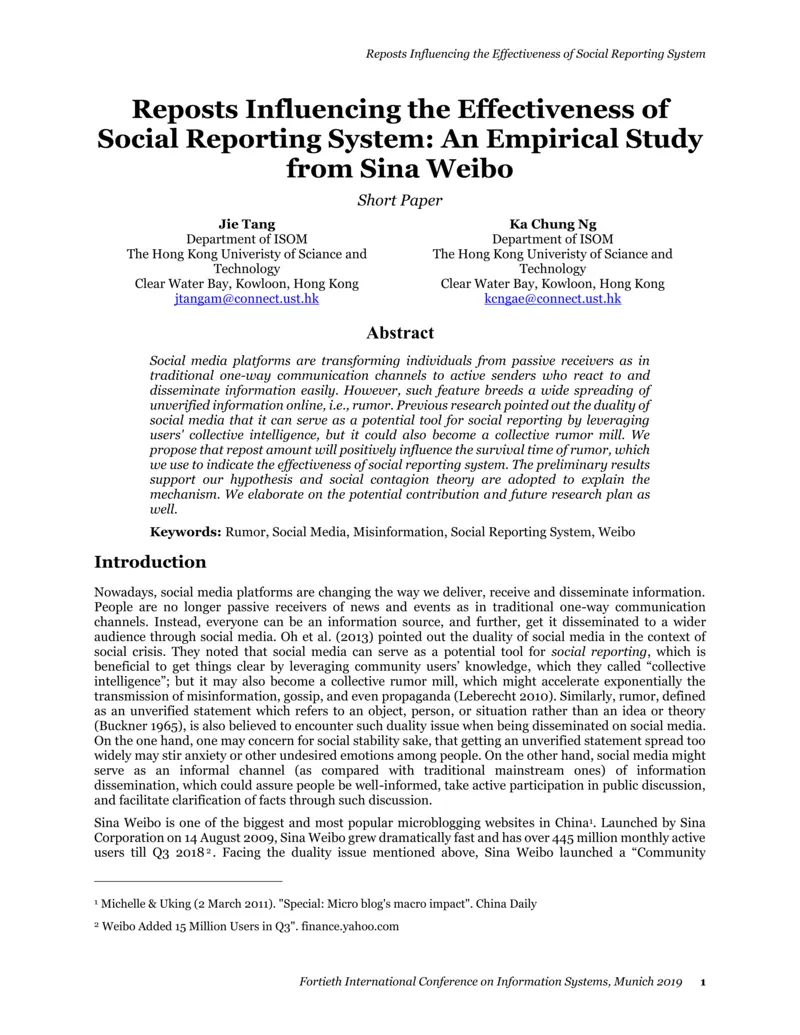 Reposts Influencing the Effectiveness of Social Reporting System
Reposts Influencing the Effectiveness of
Social Reporting System: An Empirical Study
from Sina Weibo
Short Paper
Jie Tang
Department of ISOM
The Hong Kong Univeristy of Sciance and
Technology
Clear Water Bay, Kowloon, Hong Kong
jtangam@connect.ust.hk
Ka Chung Ng
Department of ISOM
The Hong Kong Univeristy of Sciance and
Technology
Clear Water Bay, Kowloon, Hong Kong
kcngae@connect.ust.hk
Abstract
Social media platforms are transforming individuals from passive receivers as in
traditional one-way communication channels to active senders who react to and
disseminate information easily. However, such feature breeds a wide spreading of
unverified information online, i.e., rumor. Previous research pointed out the duality of
social media that it can serve as a potential tool for social reporting by leveraging
users' collective intelligence, but it could also become a collective rumor mill. We
propose that repost amount will positively influence the survival time of rumor, which
we use to indicate the effectiveness of social reporting system. The preliminary results
support our hypothesis and social contagion theory are adopted to explain the
mechanism. We elaborate on the potential contribution and future research plan as
well.
Keywords: Rumor, Social Media, Misinformation, Social Reporting System, Weibo
Introduction
Nowadays, social media platforms are changing the way we deliver, receive and disseminate information.
People are no longer passive receivers of news and events as in traditional one-way communication
channels. Instead, everyone can be an information source, and further, get it disseminated to a wider
audience through social media. Oh et al. (2013) pointed out the duality of social media in the context of
social crisis. They noted that social media can serve as a potential tool for social reporting, which is
beneficial to get things clear by leveraging community users’ knowledge, which they called “collective
intelligence”; but it may also become a collective rumor mill, which might accelerate exponentially the
transmission of misinformation, gossip, and even propaganda (Leberecht 2010). Similarly, rumor, defined
as an unverified statement which refers to an object, person, or situation rather than an idea or theory
(Buckner 1965), is also believed to encounter such duality issue when being disseminated on social media.
On the one hand, one may concern for social stability sake, that getting an unverified statement spread too
widely may stir anxiety or other undesired emotions among people. On the other hand, social media might
serve as an informal channel (as compared with traditional mainstream ones) of information
dissemination, which could assure people be well-informed, take active participation in public discussion,
and facilitate clarification of facts through such discussion.
Sina Weibo is one of the biggest and most popular microblogging websites in China¹. Launched by Sina
Corporation on 14 August 2009, Sina Weibo grew dramatically fast and has over 445 million monthly active
users till Q3 2018². Facing the duality issue mentioned above, Sina Weibo launched a “Community
¹ Michelle & Uking (2 March 2011). "Special: Micro blog's macro impact". China Daily
² Weibo Added 15 Million Users in Q3". finance.yahoo.com
Fortieth International Conference on Information Systems, Munich 2019 1